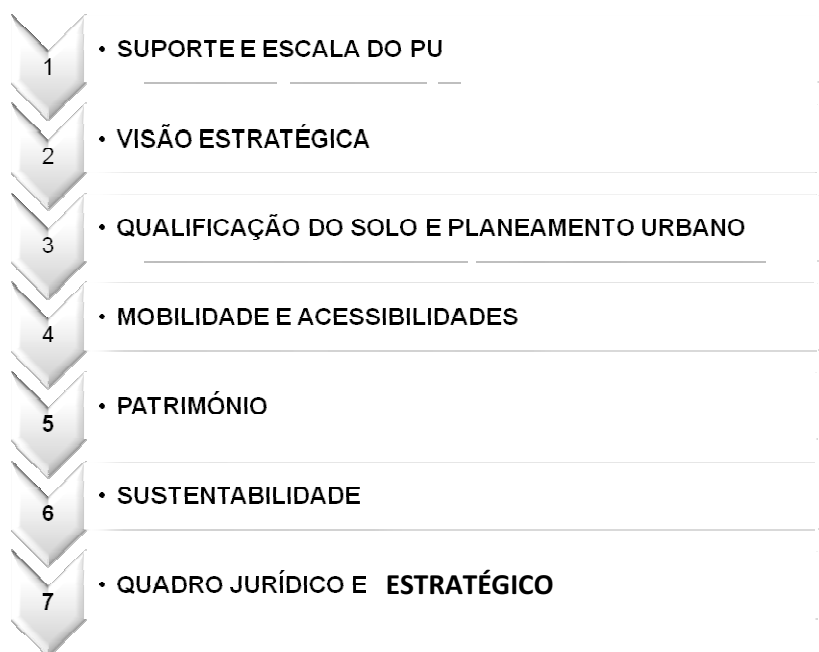 1 • SUPORTE E ESCALA DO PU
2 • VISÃO ESTRATÉGICA
3 • QUALIFICAÇÃO DO SOLO E PLANEAMENTO URBANO
4 • MOBILIDADE E ACESSIBILIDADES
5 • PATRIMÓNIO
6 • SUSTENTABILIDADE
7 • QUADRO JURÍDICO E ESTRATÉGICO